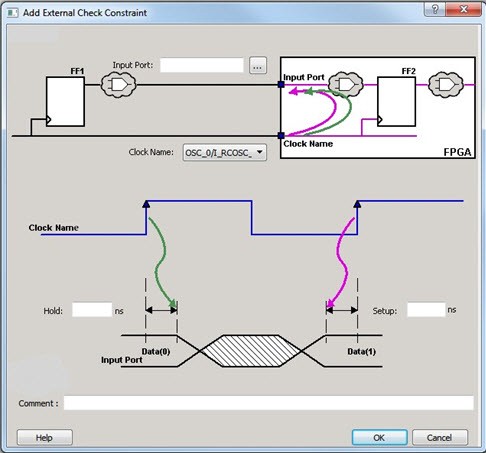 Add External Check Constraint
FF1
Input Port:
...
Input Port
FF2
Clock Name
FPGA
Clock Name:
OSC_0/I_RCOSC_
Clock Name
Hold:
ns
Setup:
ns
Data(0)
Data(1)
Input Port
Comment :
Help
OK
Cancel